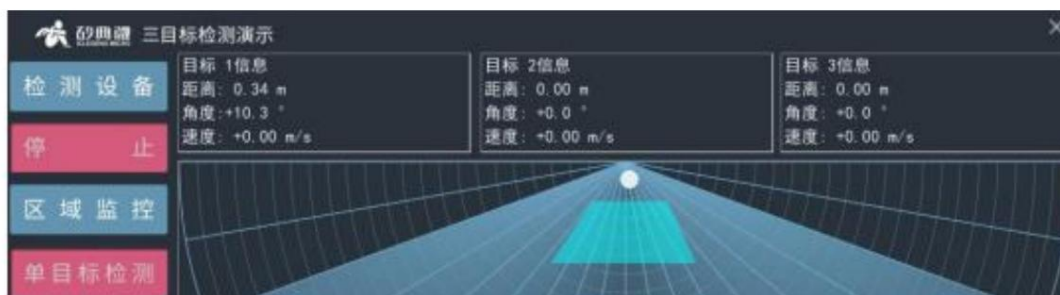 矽典微 三目标检测演示
检测设备
停止
区域监控
单目标检测
目标 1信息
距离: 0.34 m
角度:+10.3 °
速度: +0.00 m/s
目标 2信息
距离: 0.00 m
角度: +0.0 °
速度: +0.00 m/s
目标 3信息
距离: 0.00 m
角度: +0.0 °
速度: +0.00 m/s